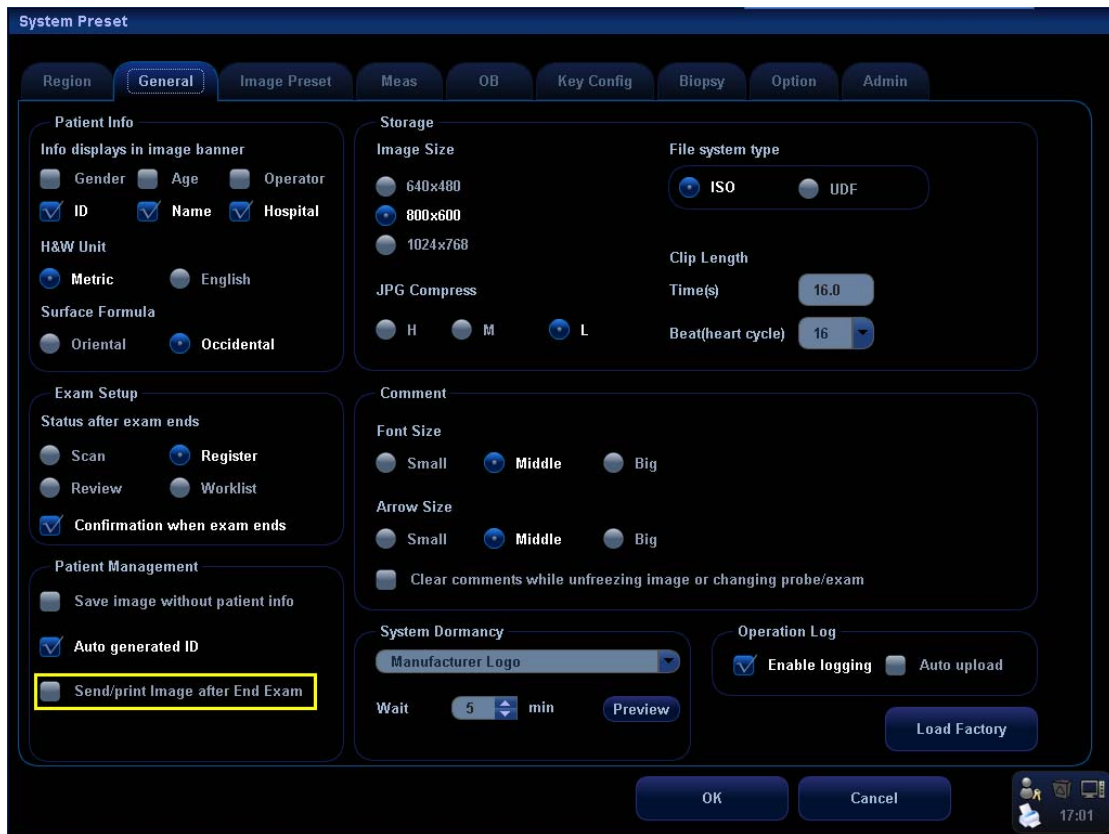 System Preset
Region General Image Preset Meas OB Key Config Biopsy Option Admin
Patient Info
Info displays in image banner
Gender Age Operator
ID Name Hospital
H&W Unit
Metric English
Surface Formula
Oriental Occidental
Exam Setup
Status after exam ends
Scan Register
Review Worklist
Confirmation when exam ends
Patient Management
Save image without patient info
Auto generated ID
Send/print Image after End Exam
Storage
Image Size
640x480
800x600
1024x768
JPG Compress
H M L
File system type
ISO UDF
Clip Length
Time(s) 16.0
Beat(heart cycle) 16
Comment
Font Size
Small Middle Big
Arrow Size
Small Middle Big
Clear comments while unfreezing image or changing probe/exam
System Dormancy
Manufacturer Logo
Wait 5 min Preview
Operation Log
Enable logging Auto upload
Load Factory
OK Cancel
17:01